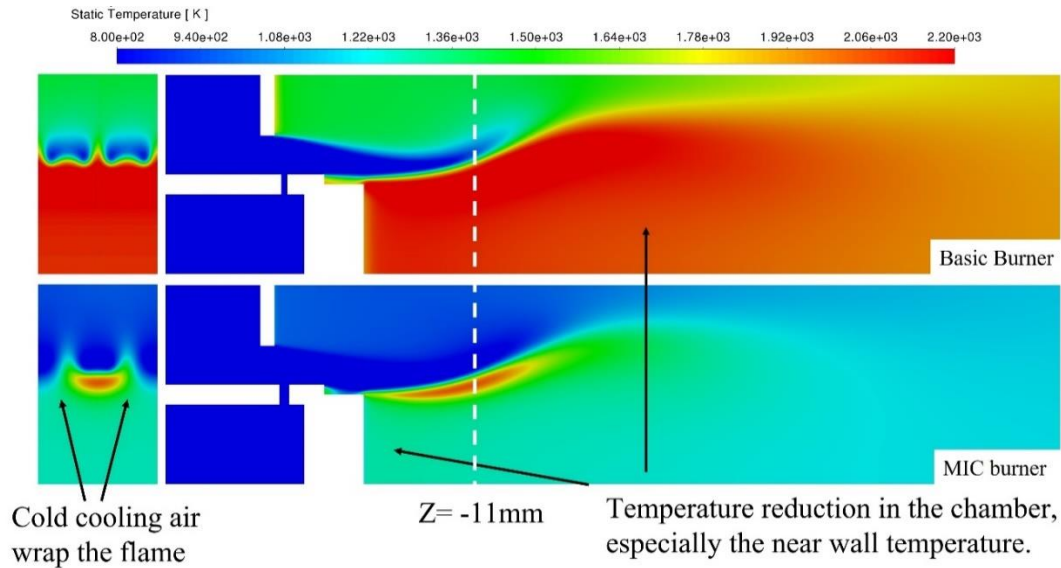 Static Temperature [ K ]
8.00e+02 9.40e+02 1.08e+03 1.22e+03 1.36e+03 1.50e+03 1.64e+03 1.78e+03 1.92e+03 2.06e+03 2.20e+03
Basic Burner
MIC burner
Cold cooling air
wrap the flame
Z= -11mm
Temperature reduction in the chamber,
especially the near wall temperature.